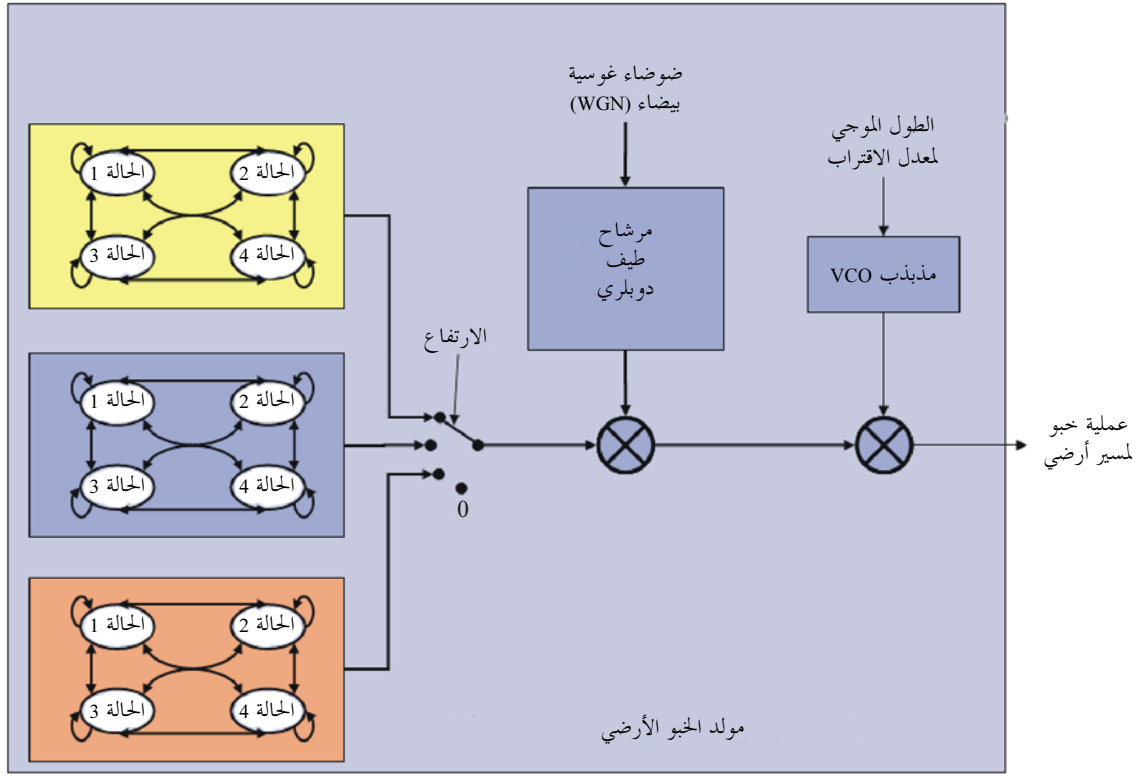 ضوضاء غوسية
بيضاء (WGN)
الطول الموجي
لمعدل الاقتراب
الحالة 1
الحالة 2
الحالة 3
الحالة 4
مرشاح
طيف
دوبلري
مذبذب VCO
الارتفاع
الحالة 1
الحالة 2
الحالة 3
الحالة 4
0
عملية خبو
لمسير أرضي
الحالة 1
الحالة 2
الحالة 3
الحالة 4
مولد الخبو الأرضي